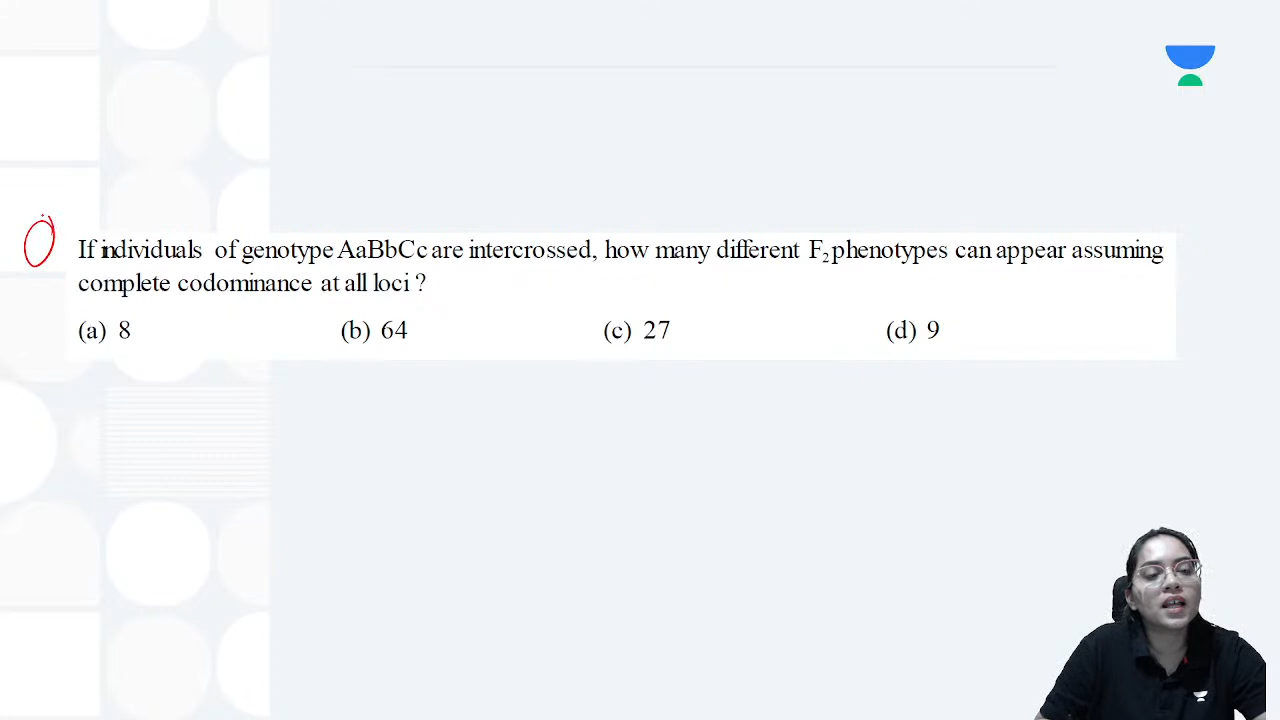 If individuals of genotype AaBbCc are intercrossed, how many different F₂ phenotypes can appear assuming
complete codominance at all loci ?
(a) 8 (b) 64 (c) 27 (d) 9